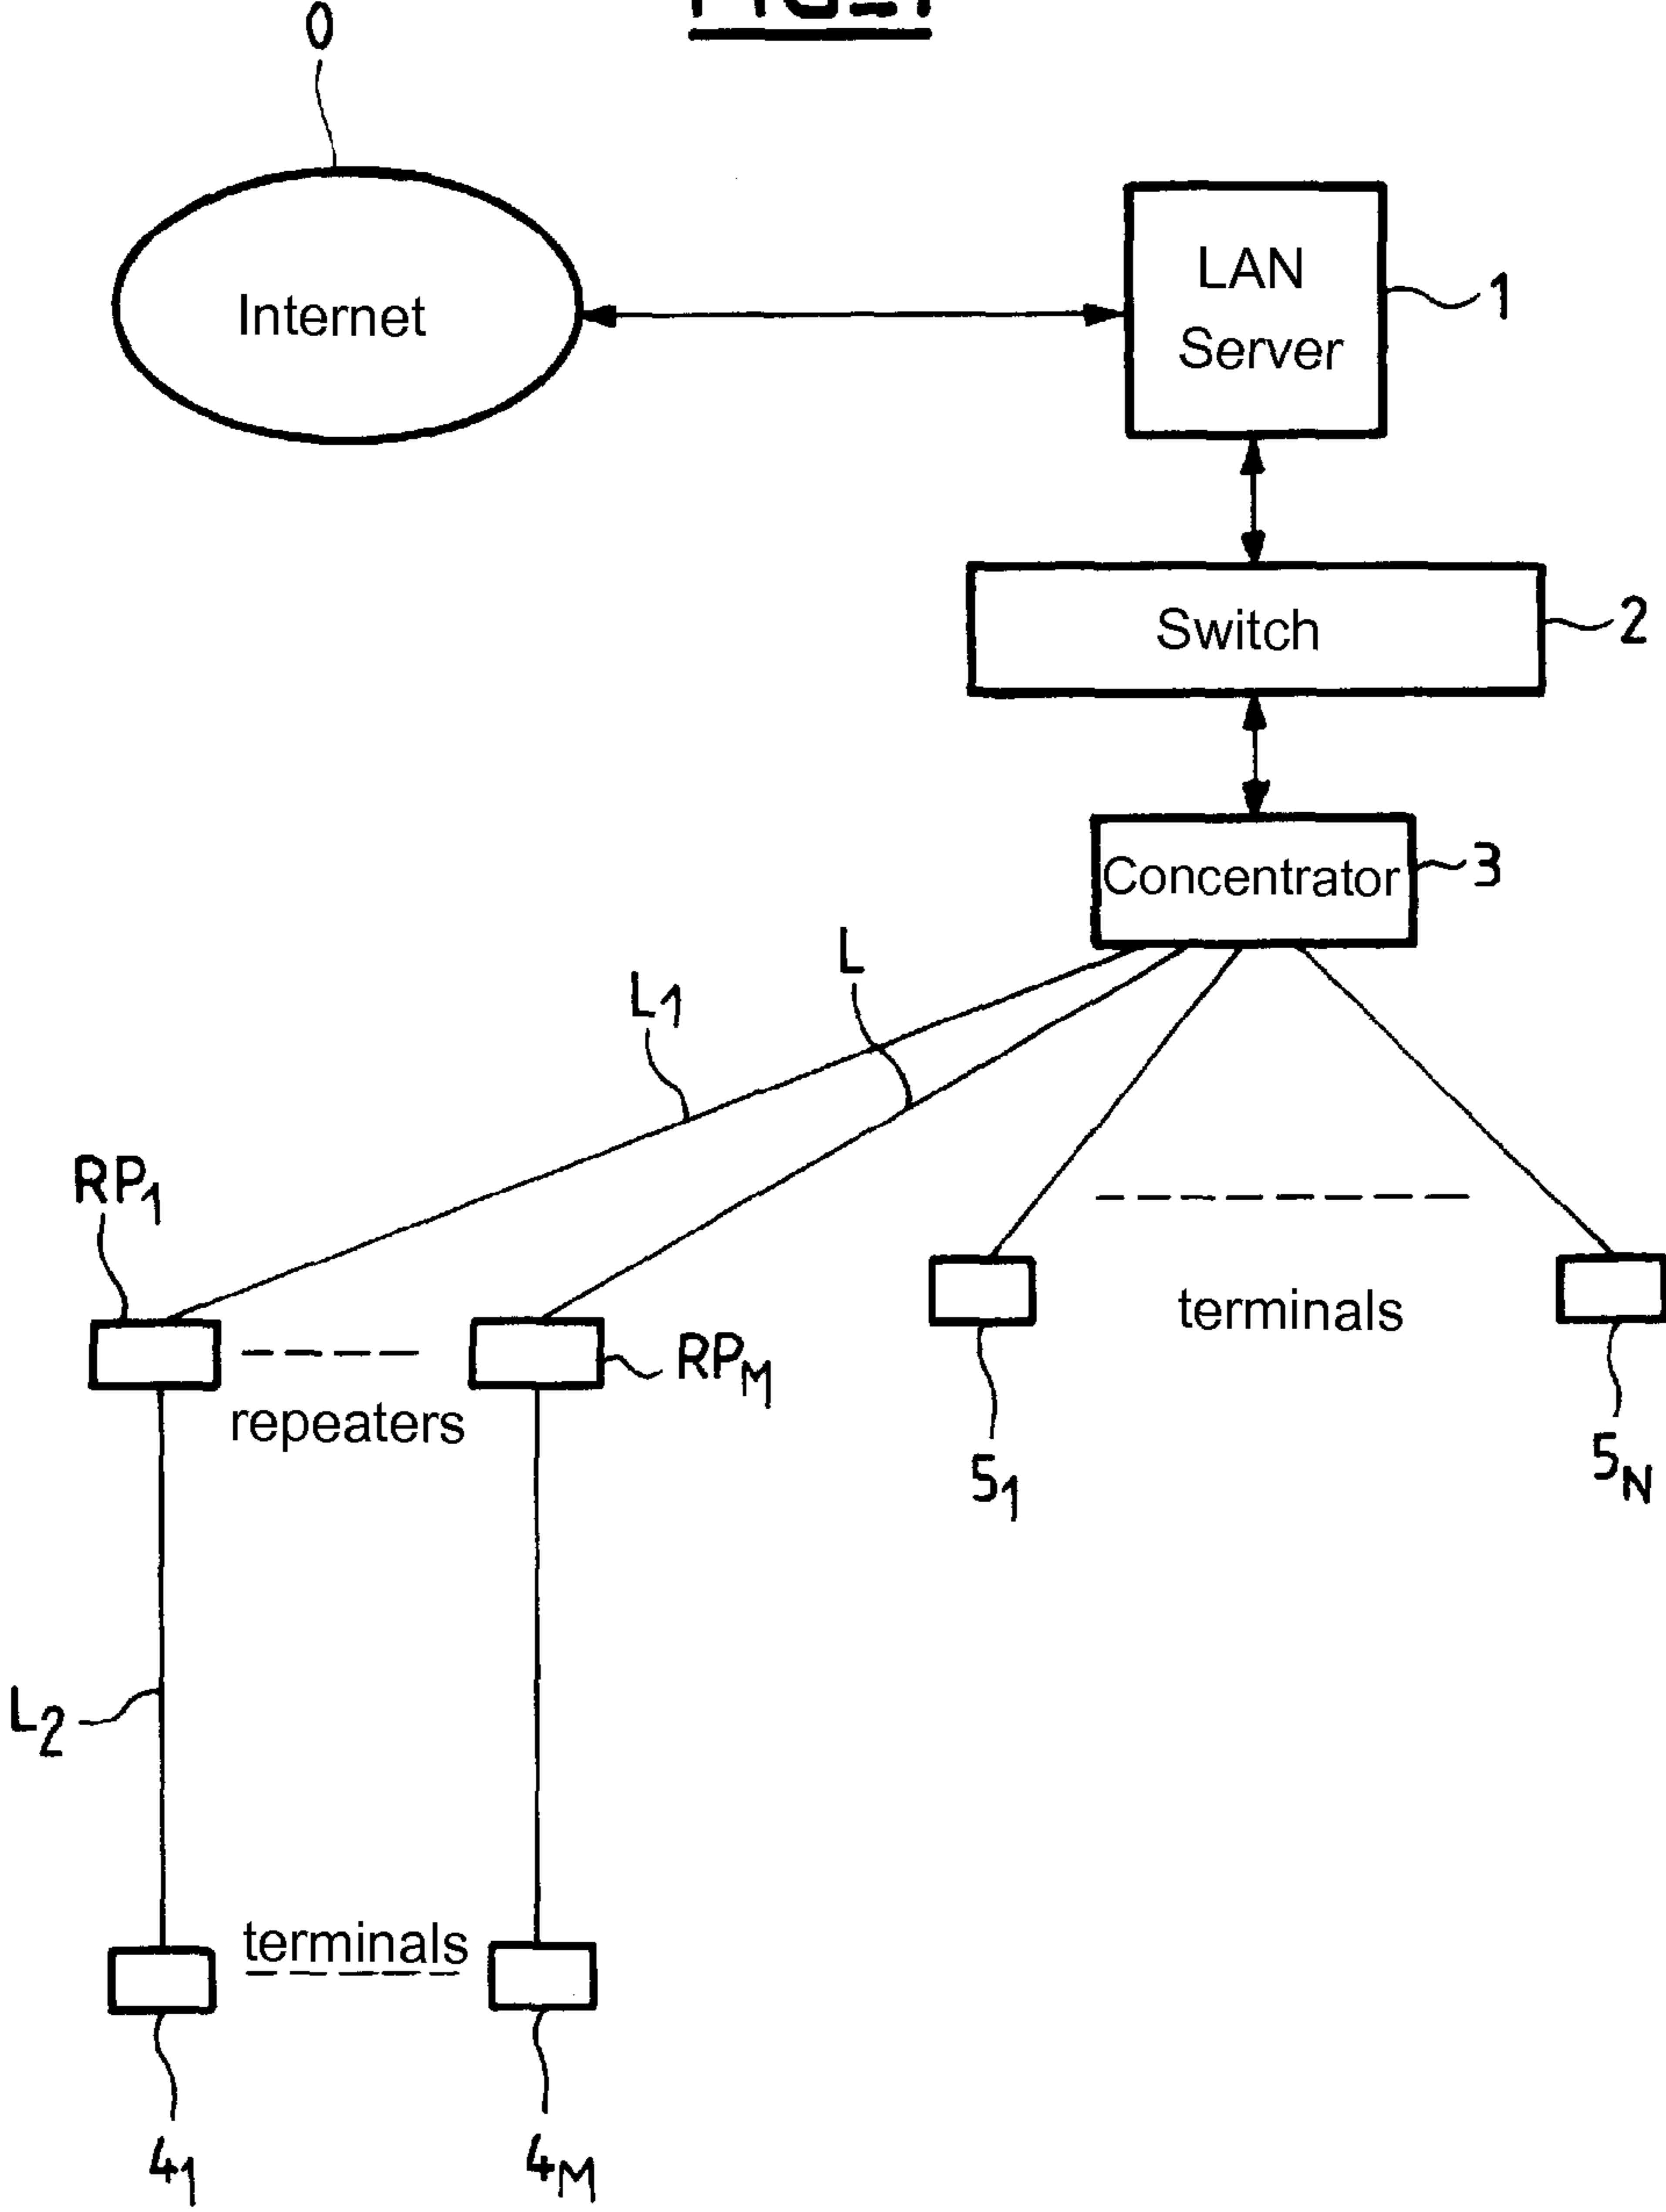 FIG_1
0
Internet
LAN
Server
1
Switch
2
Concentrator
3
L
L1
RP1
RPM
repeaters
terminals
51
5N
L2
terminals
41
4M